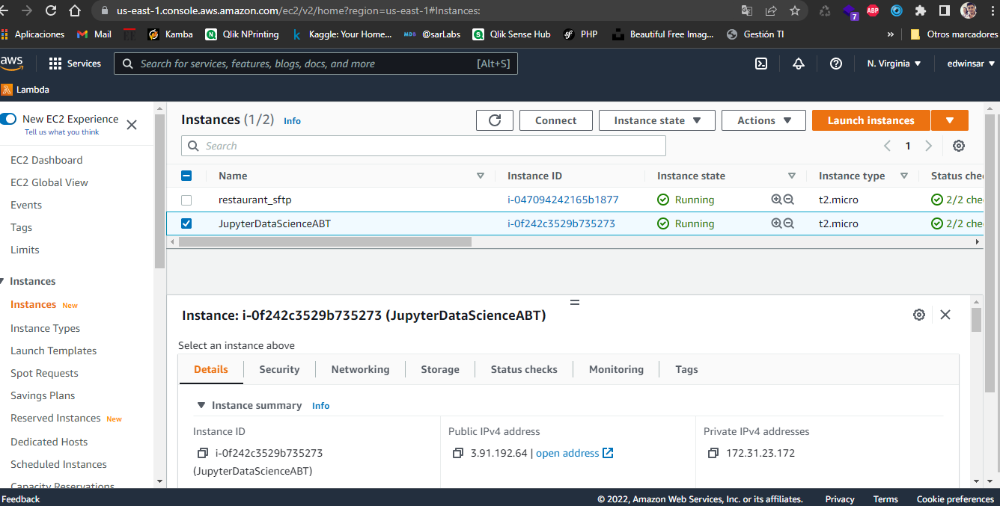 us-east-1.console.aws.amazon.com/ec2/v2/home?region=us-east-1#Instances:
7
ABP
Aplicaciones
Mail
Kamba
Qlik NPrinting
Kaggle: Your Home...
@sarLabs
Qlik Sense Hub
PHP
Beautiful Free Imag...
Gestión TI
»
Otros marcadores
aws
Services
Search for services, features, blogs, docs, and more
[Alt+S]
N. Virginia
edwinsar
Lambda
New EC2 Experience
Tell us what you think
EC2 Dashboard
EC2 Global View
Events
Tags
Limits
Instances
Instances New
Instance Types
Launch Templates
Spot Requests
Savings Plans
Reserved Instances New
Dedicated Hosts
Scheduled Instances
Capacity Reservations
Instances (1/2) Info
Connect
Instance state
Actions
Launch instances
Search
1
Name Instance ID Instance state Instance type Status che
restaurant_sftp i-047094242165b1877 Running t2.micro 2/2 che
JupyterDataScienceABT i-0f242c3529b735273 Running t2.micro 2/2 che
Instance: i-0f242c3529b735273 (JupyterDataScienceABT)
Select an instance above
Details Security Networking Storage Status checks Monitoring Tags
Instance summary Info
Instance ID
i-0f242c3529b735273
(JupyterDataScienceABT)
Public IPv4 address
3.91.192.64 | open address
Private IPv4 addresses
172.31.23.172
Feedback
© 2022, Amazon Web Services, Inc. or its affiliates.
Privacy
Terms
Cookie preferences